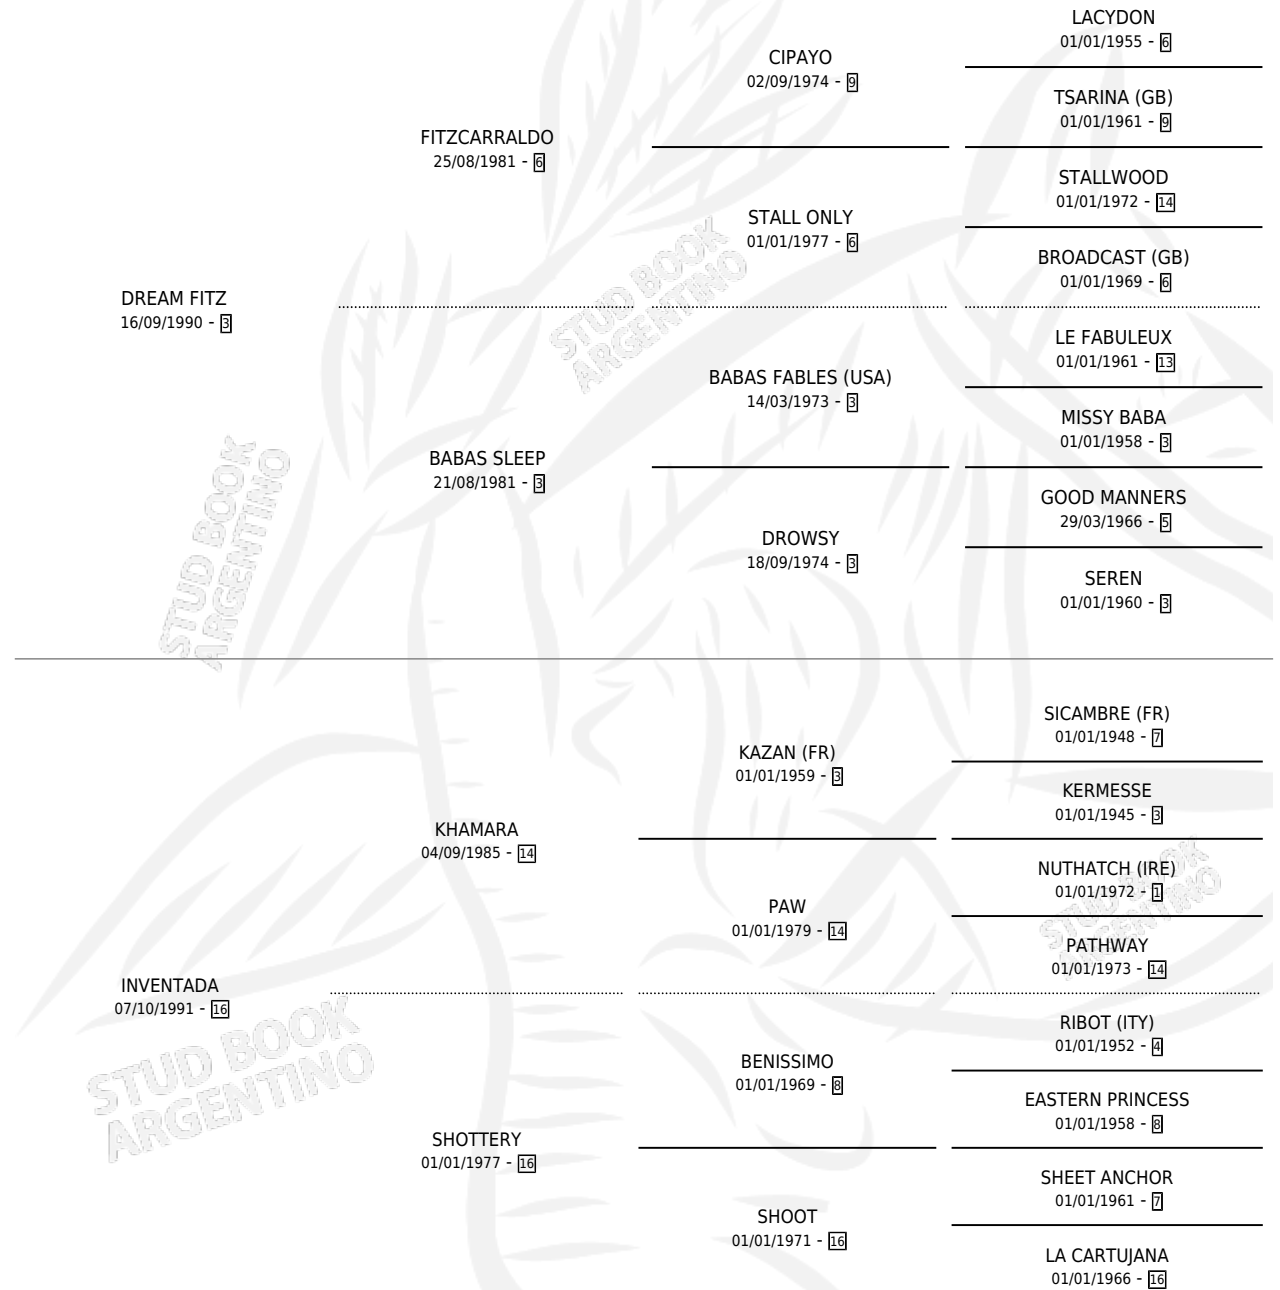 LACYDON
01/01/1955 - 6
CIPAYO
02/09/1974 - 9
TSARINA (GB)
01/01/1961 - 9
FITZCARRALDO
25/08/1981 - 6
STALLWOOD
01/01/1972 - 14
STALL ONLY
01/01/1977 - 6
BROADCAST (GB)
01/01/1969 - 6
DREAM FITZ
16/09/1990 - 3
STUD BOOK
ARGENTINO
LE FABULEUX
01/01/1961 - 13
BABAS FABLES (USA)
14/03/1973 - 3
MISSY BABA
01/01/1958 - 3
BABAS SLEEP
21/08/1981 - 3
GOOD MANNERS
29/03/1966 - 5
DROWSY
18/09/1974 - 3
SEREN
01/01/1960 - 3
STUD BOOK
ARGENTINO
SICAMBRE (FR)
01/01/1948 - 7
KAZAN (FR)
01/01/1959 - 3
KERMESSE
01/01/1945 - 3
KHAMARA
04/09/1985 - 14
NUTHATCH (IRE)
01/01/1972 - 1
PAW
01/01/1979 - 14
PATHWAY
01/01/1973 - 14
STUD BOOK
ARGENTINO
INVENTADA
07/10/1991 - 16
RIBOT (ITY)
01/01/1952 - 4
BENISSIMO
01/01/1969 - 8
EASTERN PRINCESS
01/01/1958 - 8
STUD BOOK
ARGENTINO
SHOTTERY
01/01/1977 - 16
SHEET ANCHOR
01/01/1961 - 7
SHOOT
01/01/1971 - 16
LA CARTUJANA
01/01/1966 - 16